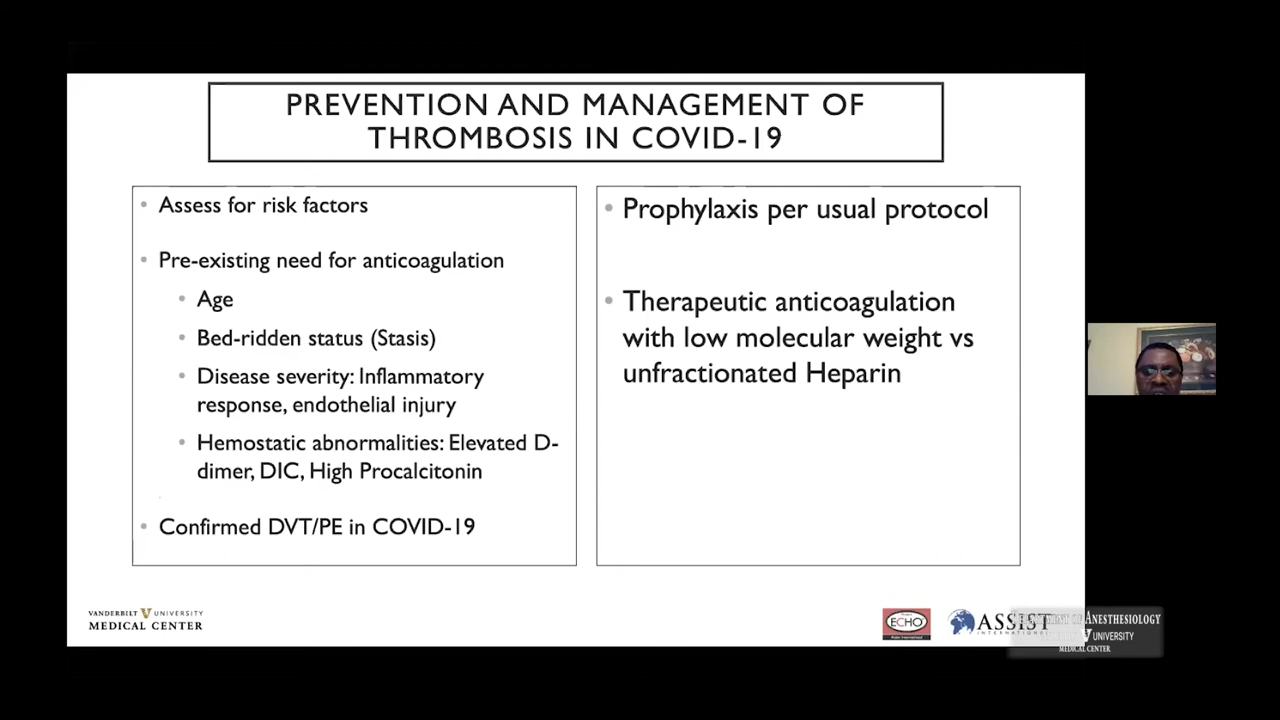 PREVENTION AND MANAGEMENT OF
THROMBOSIS IN COVID-19
• Assess for risk factors
• Pre-existing need for anticoagulation
• Age
• Bed-ridden status (Stasis)
• Disease severity: Inflammatory
response, endothelial injury
• Hemostatic abnormalities: Elevated D-
dimer, DIC, High Procalcitonin
• Confirmed DVT/PE in COVID-19
• Prophylaxis per usual protocol
• Therapeutic anticoagulation
with low molecular weight vs
unfractionated Heparin
VANDERBILT V UNIVERSITY
MEDICAL CENTER
ECHO
ASSIST
OF ANESTHESIOLOGY
V UNIVERSITY
MEDICAL CENTER